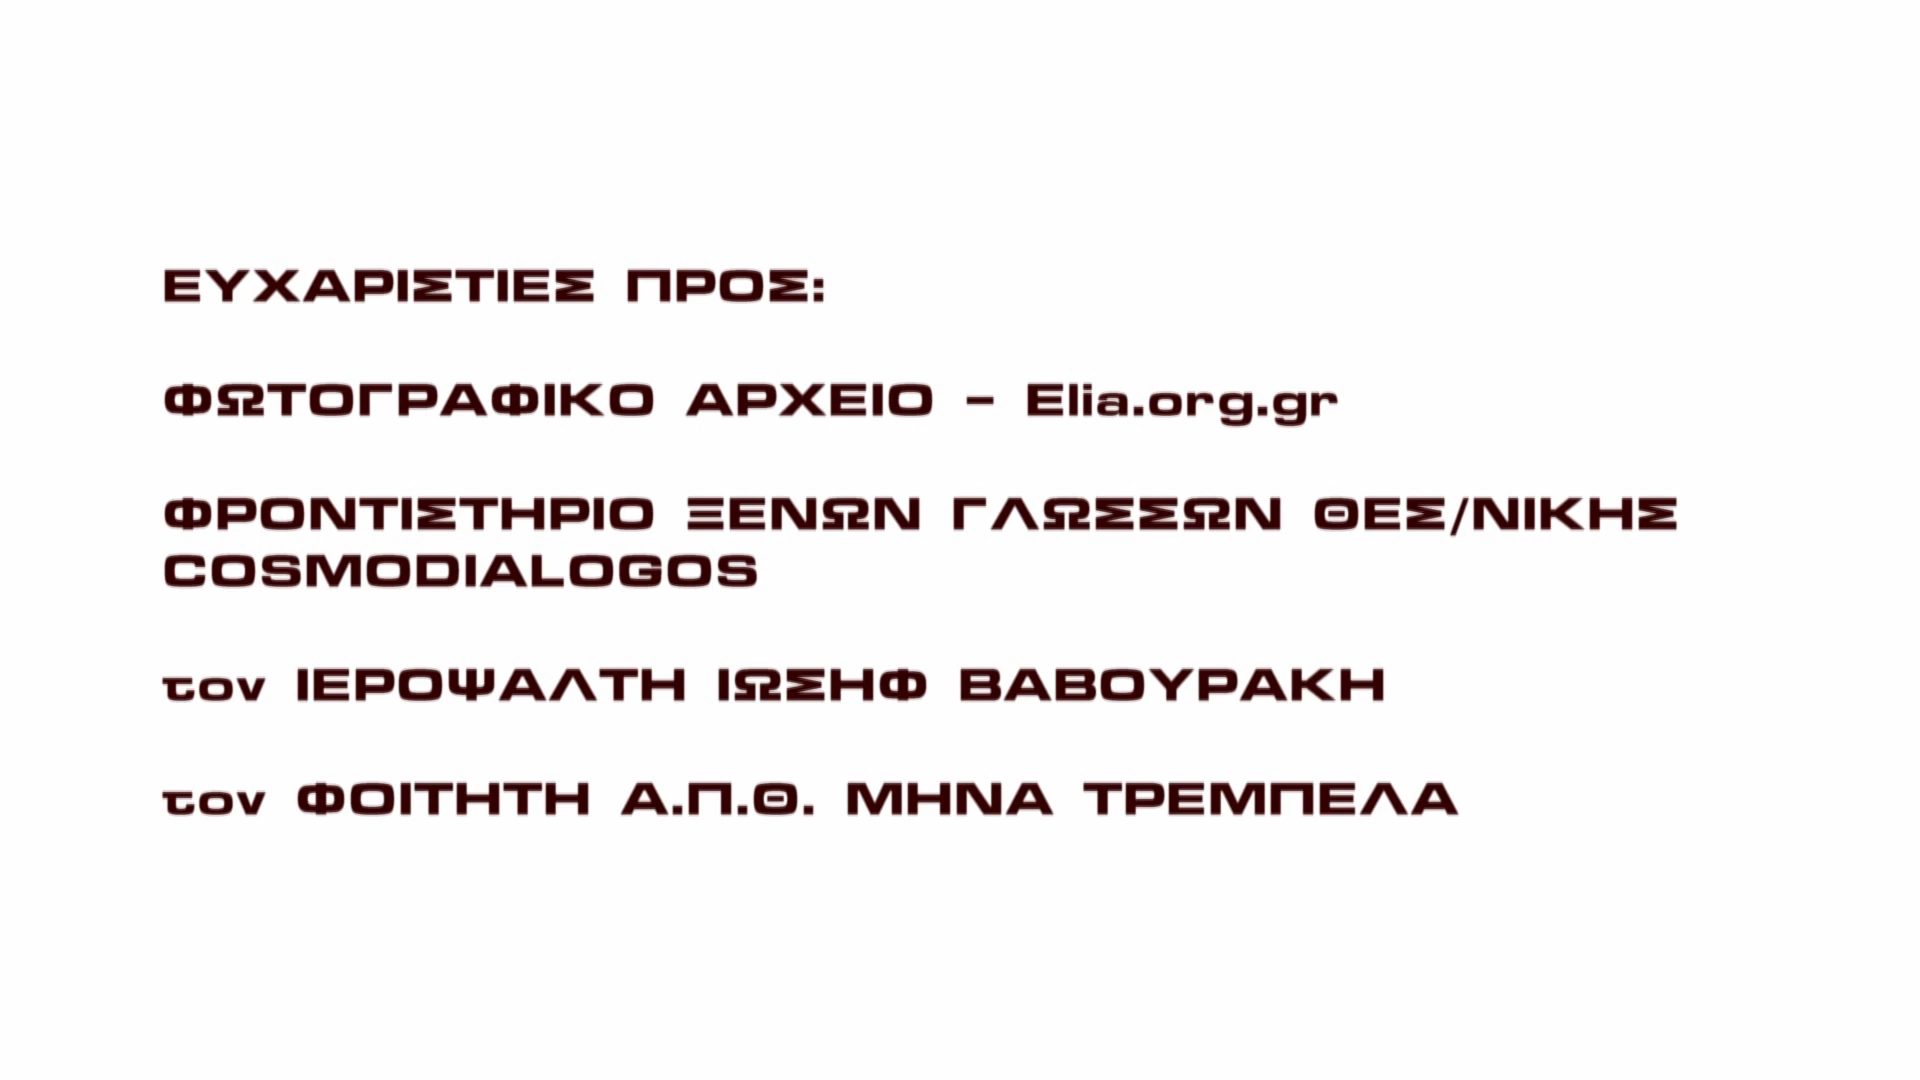 ΕΥΧΑΡΙΣΤΙΕΣ ΠΡΟΣ:
ΦΩΤΟΓΡΑΦΙΚΟ ΑΡΧΕΙΟ – Elia.org.gr
ΦΡΟΝΤΙΣΤΗΡΙΟ ΞΕΝΩΝ ΓΛΩΣΣΩΝ ΘΕΣ/ΝΙΚΗΣ
COSMODIALOGOS
τον ΙΕΡΟΨΑΛΤΗ ΙΩΣΗΦ ΒΑΒΟΥΡΑΚΗ
τον ΦΟΙΤΗΤΗ Α.Π.Θ. ΜΗΝΑ ΤΡΕΜΠΕΛΑ